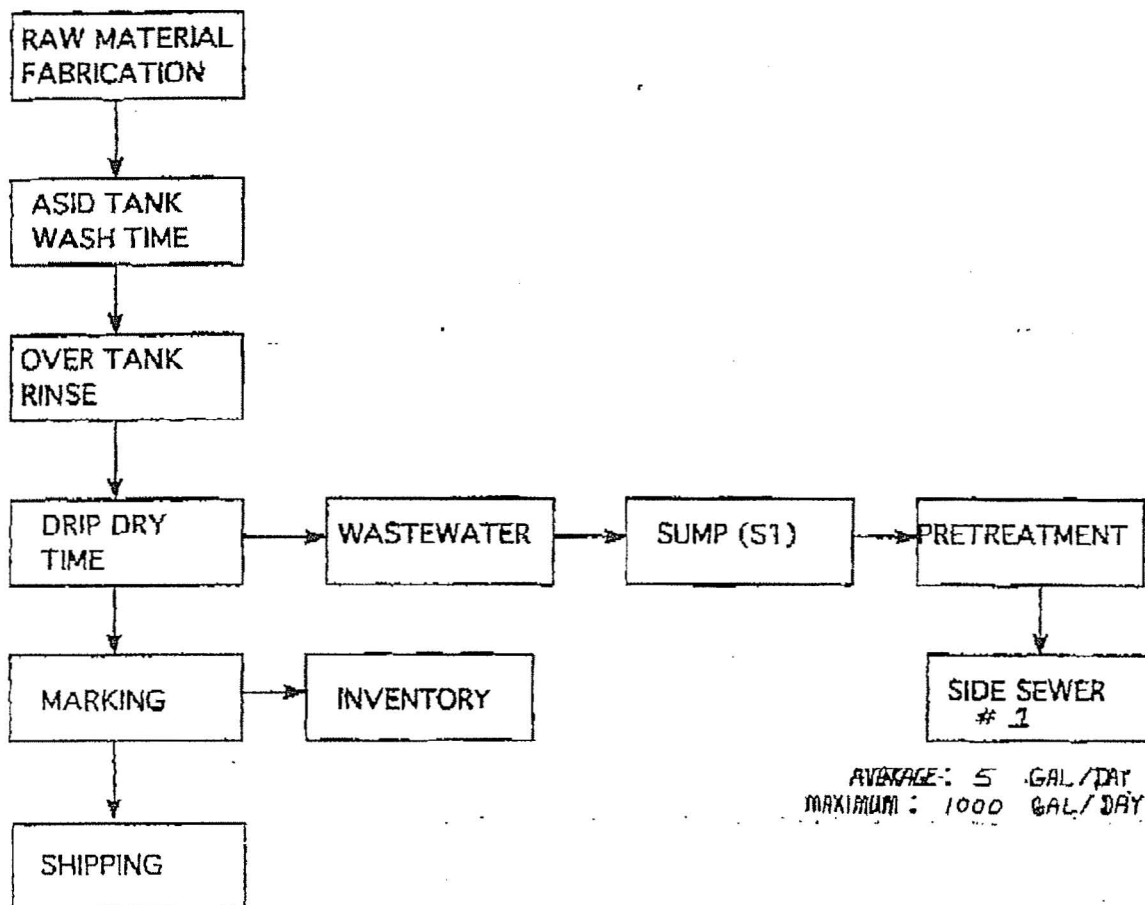 RAW MATERIAL
FABRICATION
ASID TANK
WASH TIME
OVER TANK
RINSE
DRIP DRY
TIME
WASTEWATER
SUMP (S1)
PRETREATMENT
MARKING
INVENTORY
SIDE SEWER
# 1
AVERAGE: 5 GAL/DAY
MAXIMUM: 1000 GAL/DAY
SHIPPING